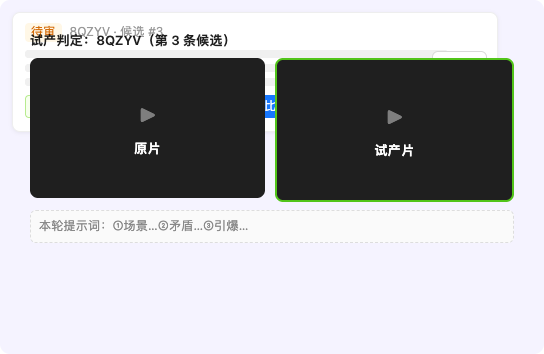 待审 8QZYV · 候选 #3
试产判定：8QZYV（第 3 条候选）
比
原片
试产片
本轮提示词：①场景…②矛盾…③引爆…